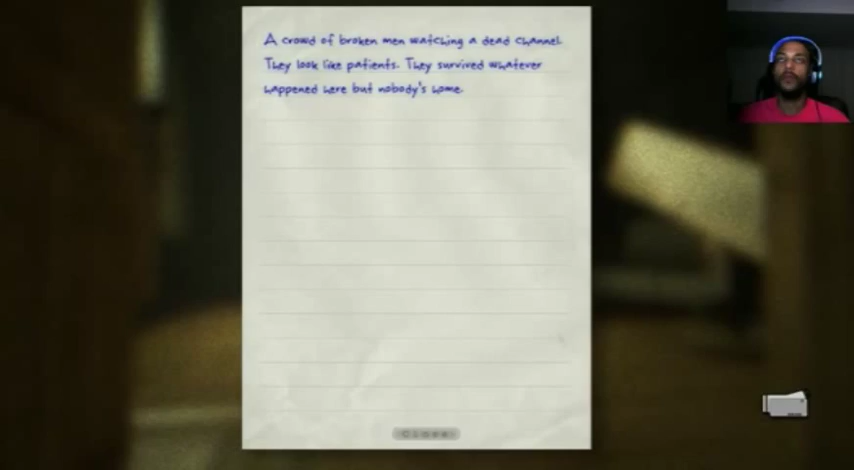 A crowd of broken men watching a dead channel.
They look like patients. They survived whatever
happened here but nobody's home.
Close